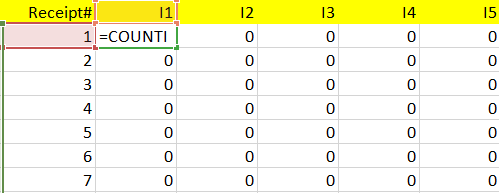 Receipt# I1 I2 I3 I4 I5
1 =COUNTI 0 0 0 0
2 0 0 0 0 0
3 0 0 0 0 0
4 0 0 0 0 0
5 0 0 0 0 0
6 0 0 0 0 0
7 0 0 0 0 0